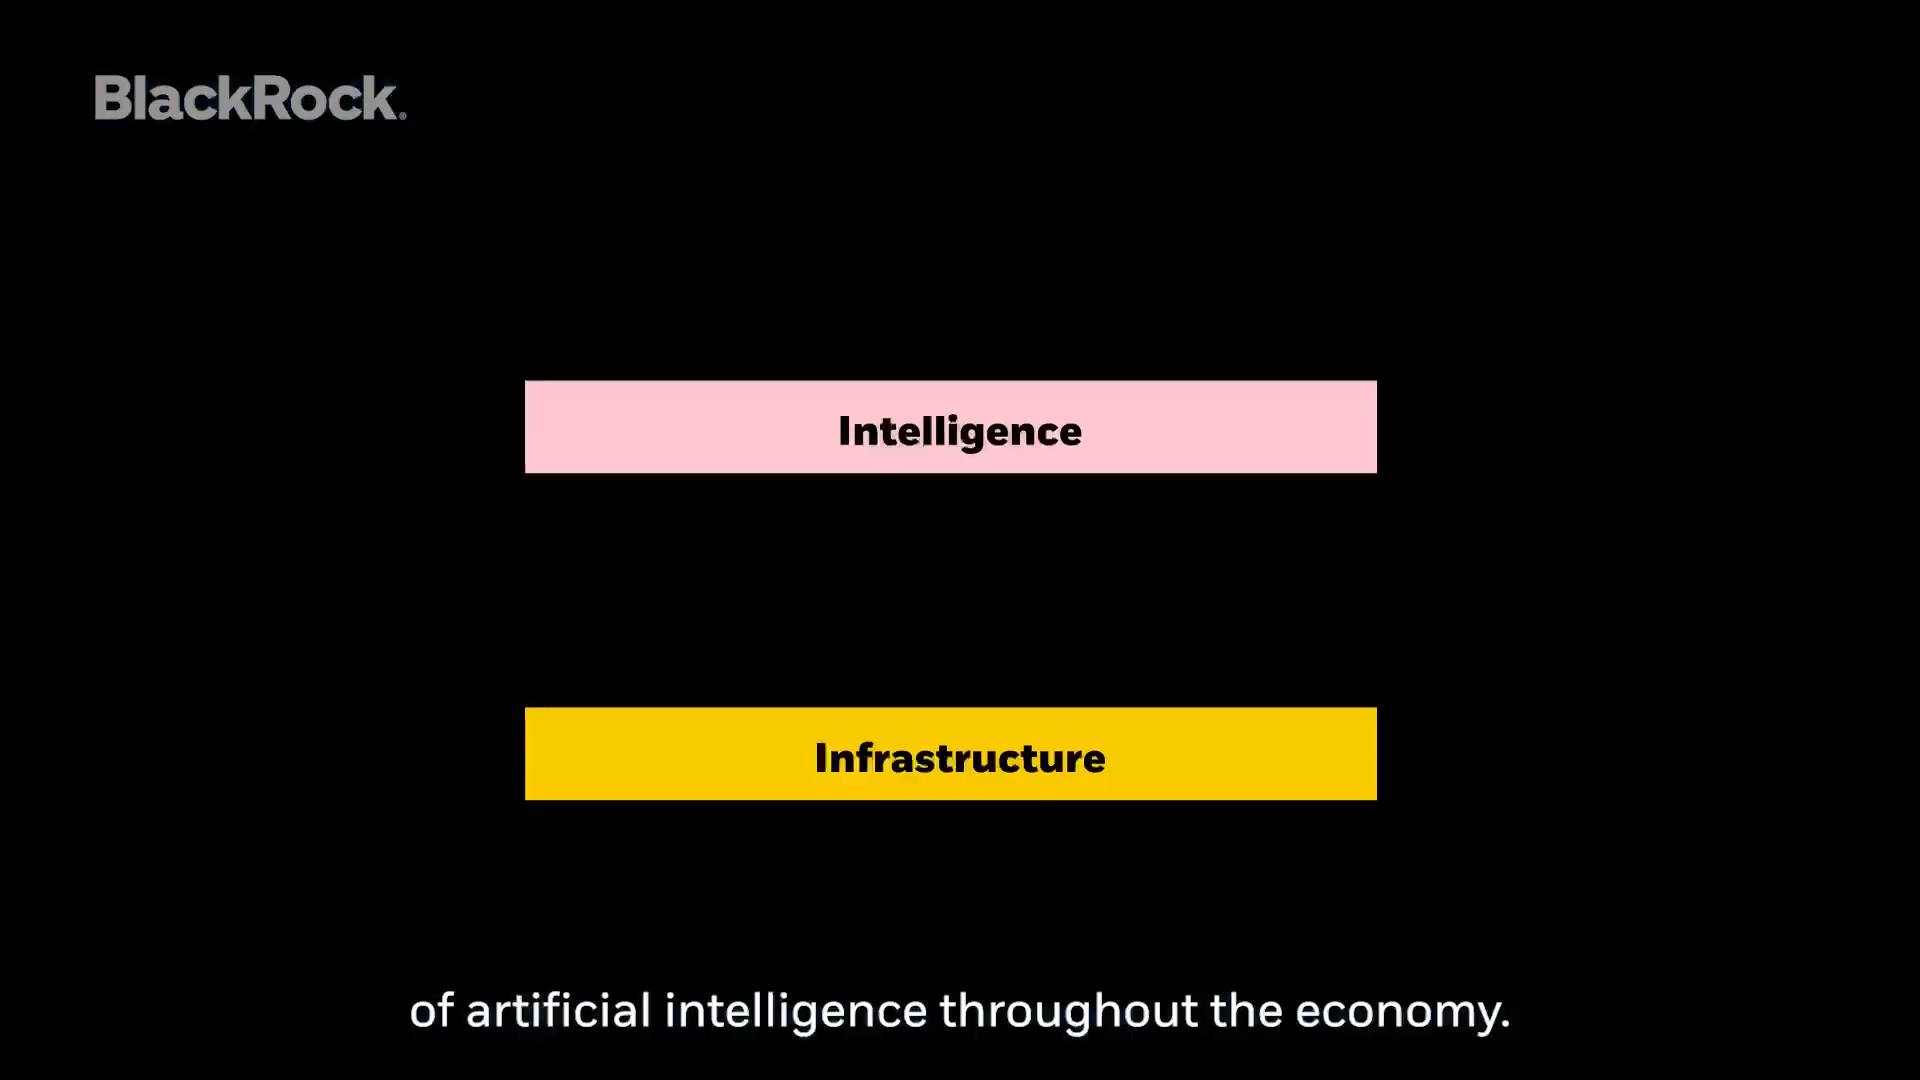 BlackRock®
Intelligence
Infrastructure
of artificial intelligence throughout the economy.